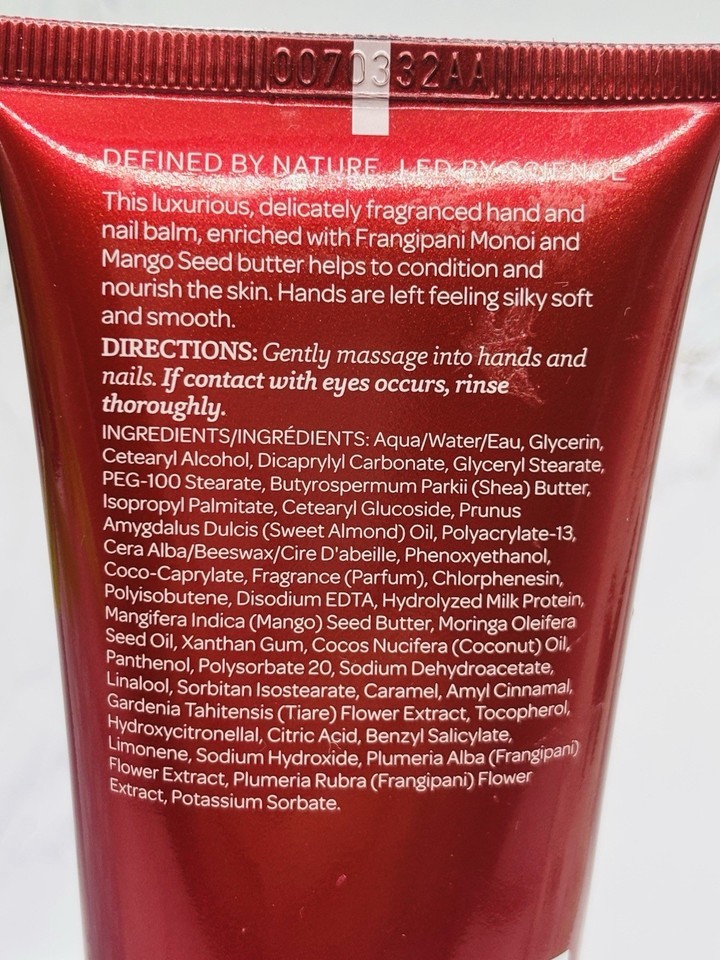 0070332AA
DEFINED BY NATURE LED BY SCIENCE
This luxurious, delicately fragranced hand and
nail balm, enriched with Frangipani Monoi and
Mango Seed butter helps to condition and
nourish the skin. Hands are left feeling silky soft
and smooth.
DIRECTIONS: Gently massage into hands and
nails. If contact with eyes occurs, rinse
thoroughly.
INGREDIENTS/INGRÉDIENTS: Aqua/Water/Eau, Glycerin,
Cetearyl Alcohol, Dicaprylyl Carbonate, Glyceryl Stearate,
PEG-100 Stearate, Butyrospermum Parkii (Shea) Butter,
Isopropyl Palmitate, Cetearyl Glucoside, Prunus
Amygdalus Dulcis (Sweet Almond) Oil, Polyacrylate-13,
Cera Alba/Beeswax/Cire D'abeille, Phenoxyethanol,
Coco-Caprylate, Fragrance (Parfum), Chlorphenesin,
Polyisobutene, Disodium EDTA, Hydrolyzed Milk Protein,
Mangifera Indica (Mango) Seed Butter, Moringa Oleifera
Seed Oil, Xanthan Gum, Cocos Nucifera (Coconut) Oil,
Panthenol, Polysorbate 20, Sodium Dehydroacetate,
Linalool, Sorbitan Isostearate, Caramel, Amyl Cinnamal,
Gardenia Tahitensis (Tiare) Flower Extract, Tocopherol,
Hydroxycitronellal, Citric Acid, Benzyl Salicylate,
Limonene, Sodium Hydroxide, Plumeria Alba (Frangipani)
Flower Extract, Plumeria Rubra (Frangipani) Flower
Extract, Potassium Sorbate.